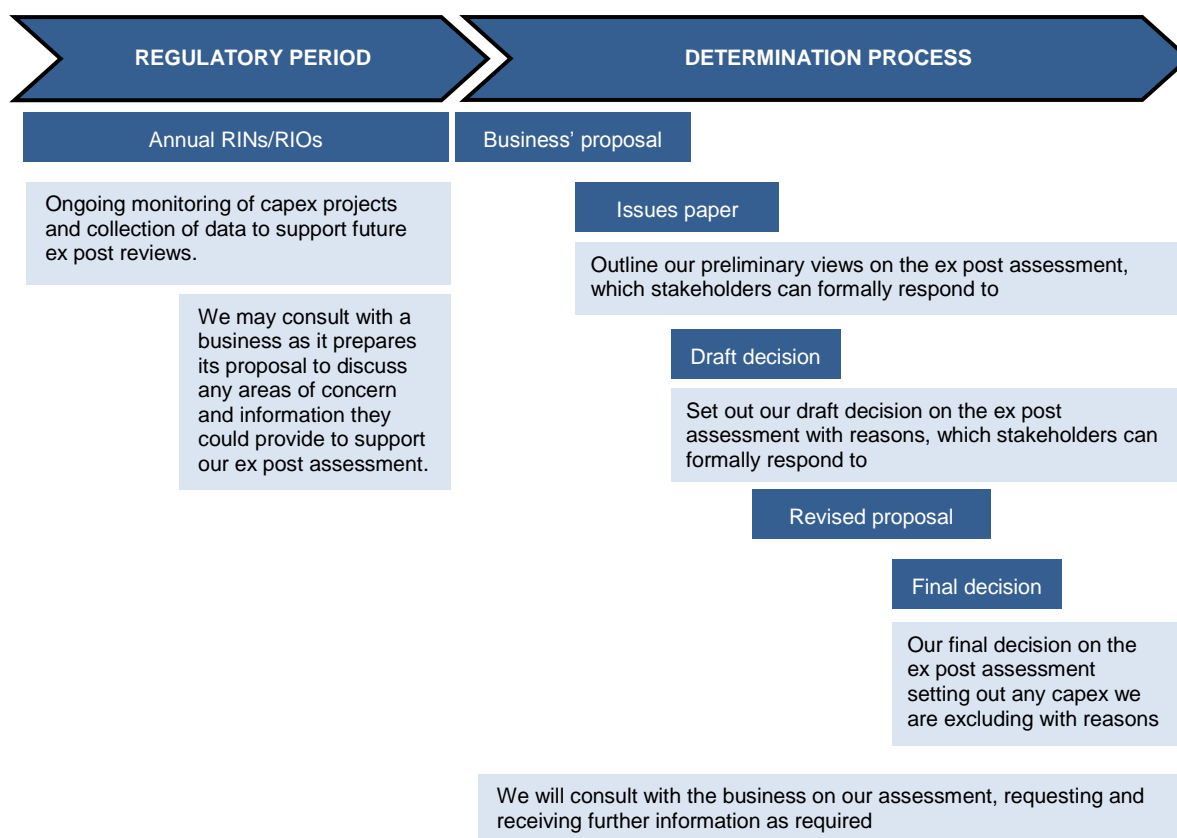 REGULATORY PERIOD
DETERMINATION PROCESS
Annual RINs/RIOs
Business’ proposal
Ongoing monitoring of capex projects
and collection of data to support future
ex post reviews.
Issues paper
Outline our preliminary views on the ex post assessment,
which stakeholders can formally respond to
We may consult with a
business as it prepares
its proposal to discuss
any areas of concern
and information they
could provide to support
our ex post assessment.
Draft decision
Set out our draft decision on the ex post
assessment with reasons, which stakeholders can
formally respond to
Revised proposal
Final decision
Our final decision on the
ex post assessment
setting out any capex we
are excluding with reasons
We will consult with the business on our assessment, requesting and
receiving further information as required